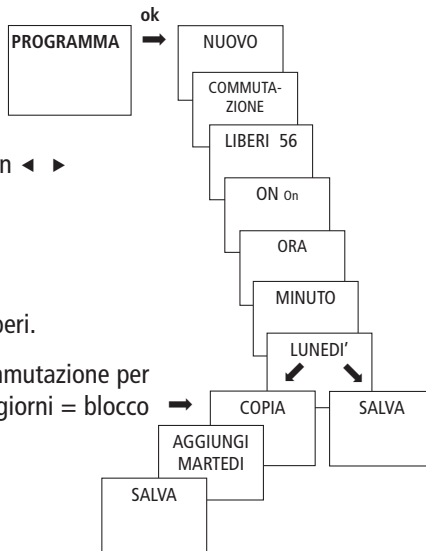 ok
PROGRAMMA
NUOVO
COMMUTA-
ZIONE
LIBERI 56
n ◄ ►
ON On
ORA
MINUTO
peri.
LUNEDI’
nmutazione per
giorni = blocco
COPIA
SALVA
AGGIUNGI
MARTEDI
SALVA